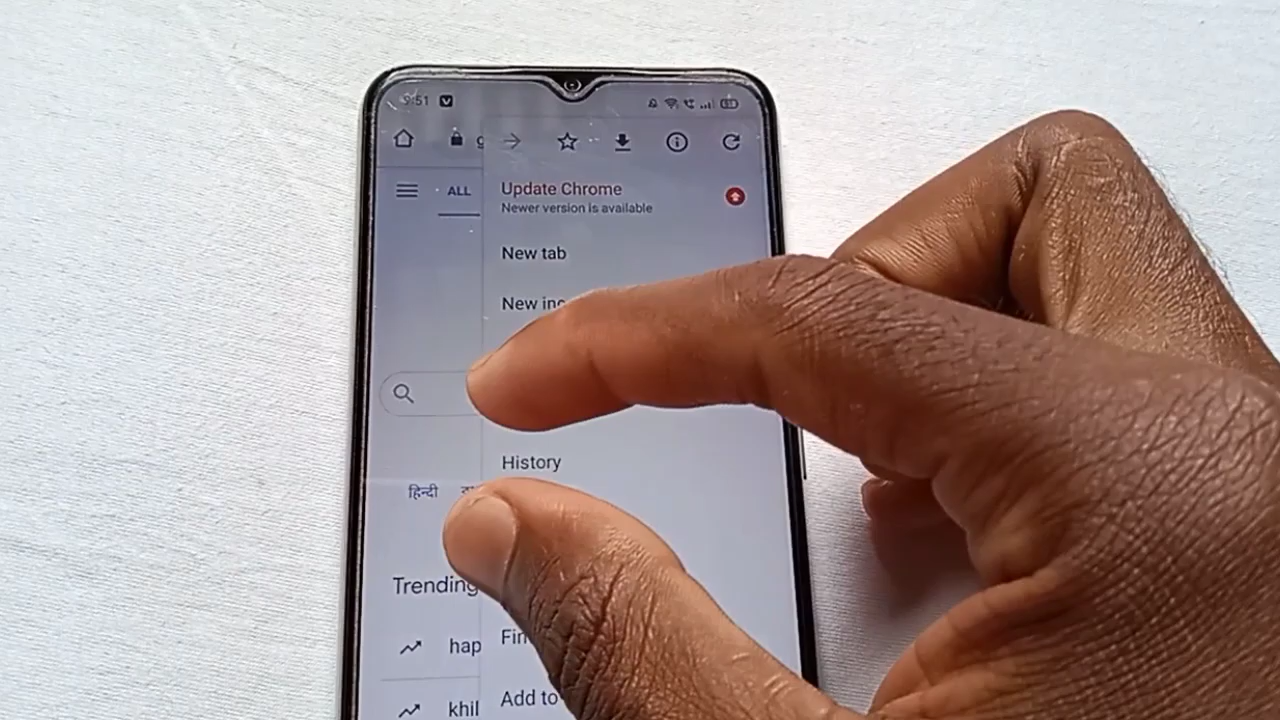 9:51
ALL
Update Chrome
Newer version is available
New tab
New inc
History
हिन्दी
Trending
Fin
hap
Add to
khil